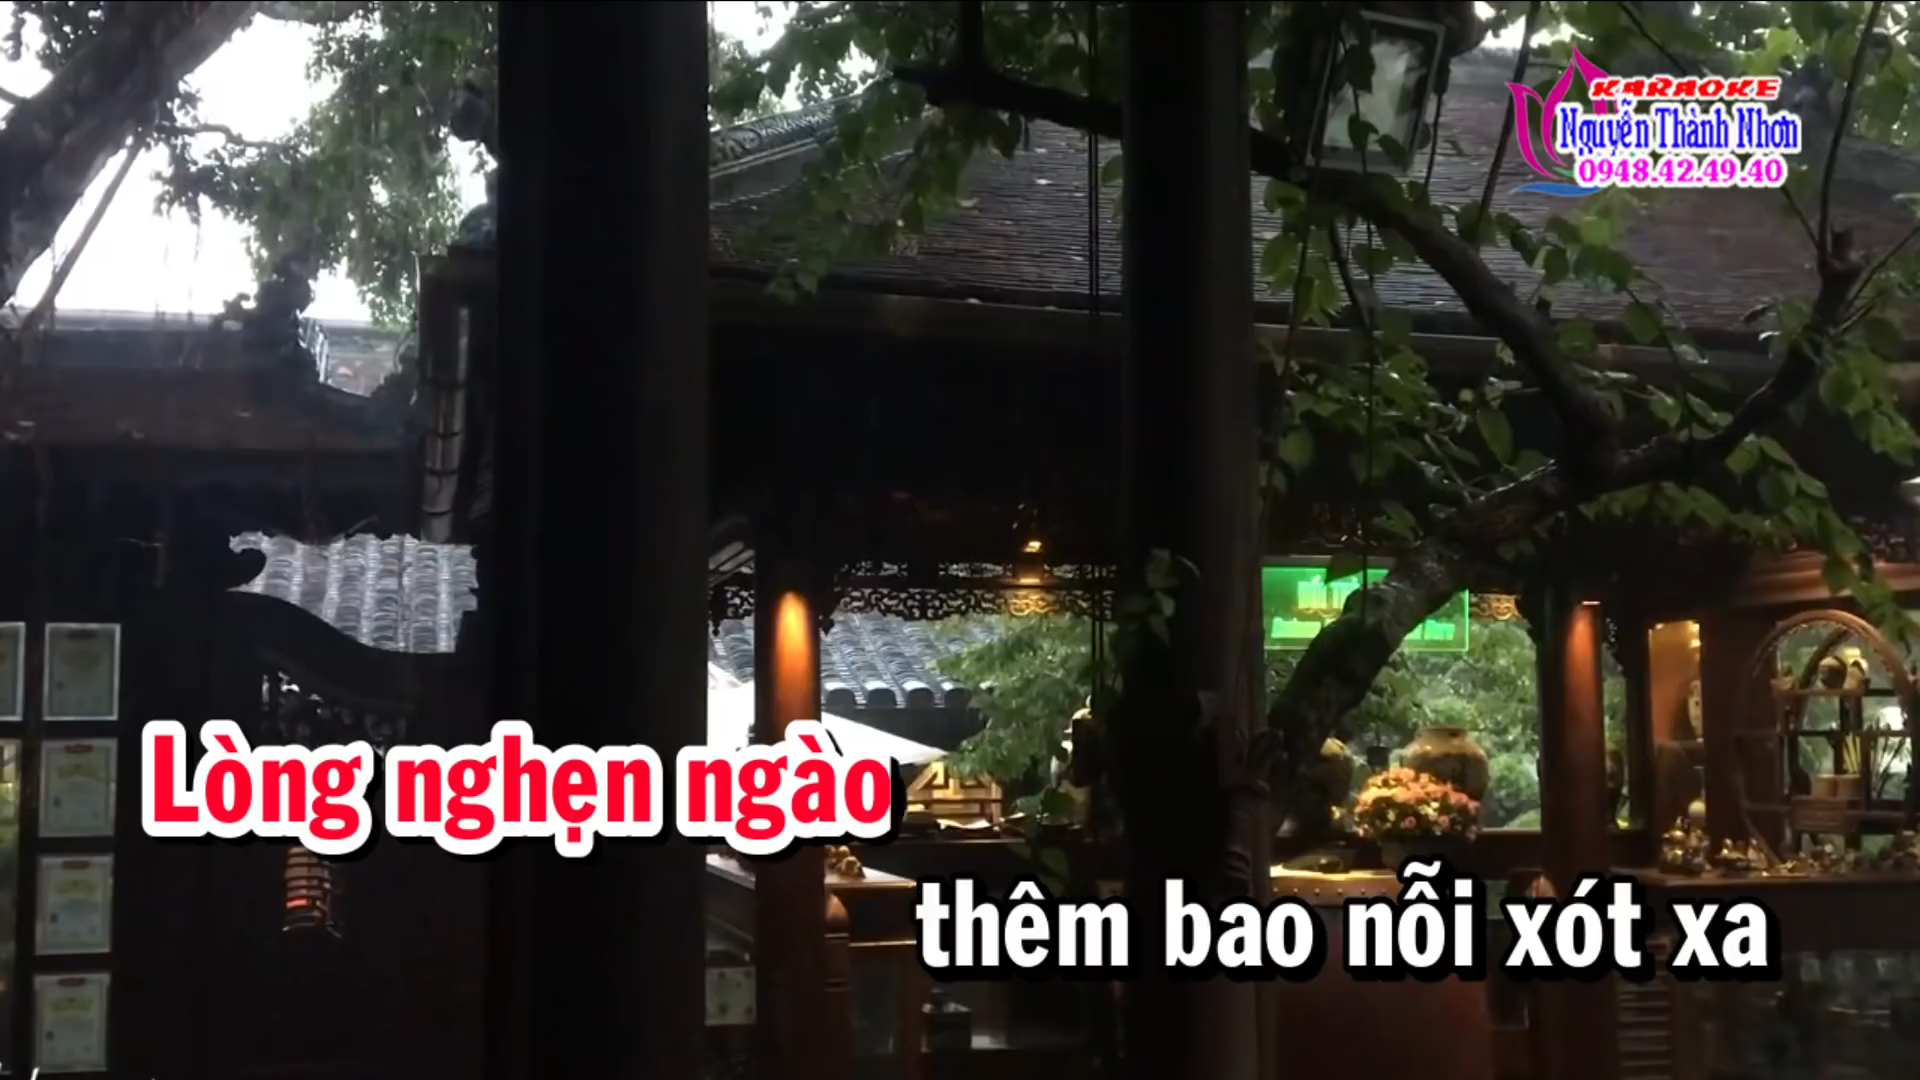 KARAOKE
Nguyễn Thành Nhơn
0948.42.49.40
Lòng nghẹn ngào
thêm bao nỗi xót xa